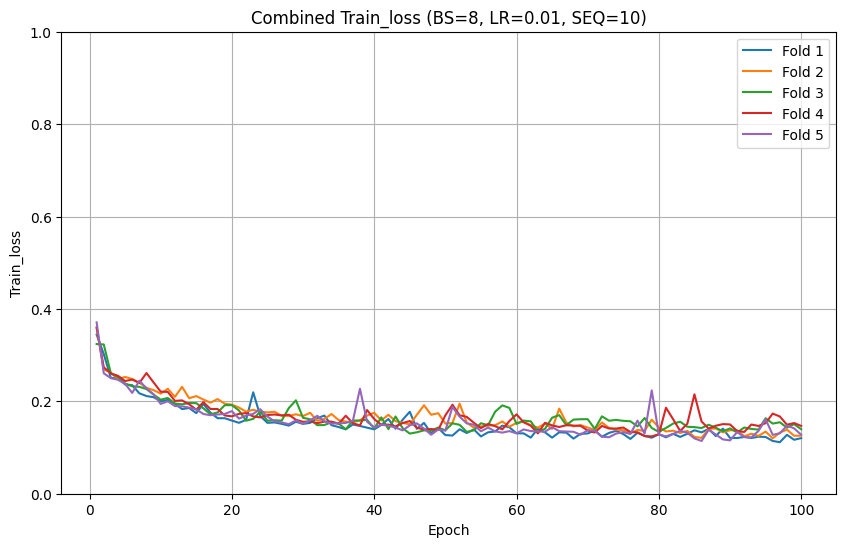 Combined Train_loss (BS=8, LR=0.01, SEQ=10)
1.0
0.8
0.6
0.4
0.2
0.0
Train_loss
Fold 1
Fold 2
Fold 3
Fold 4
Fold 5
0 20 40 60 80 100
Epoch